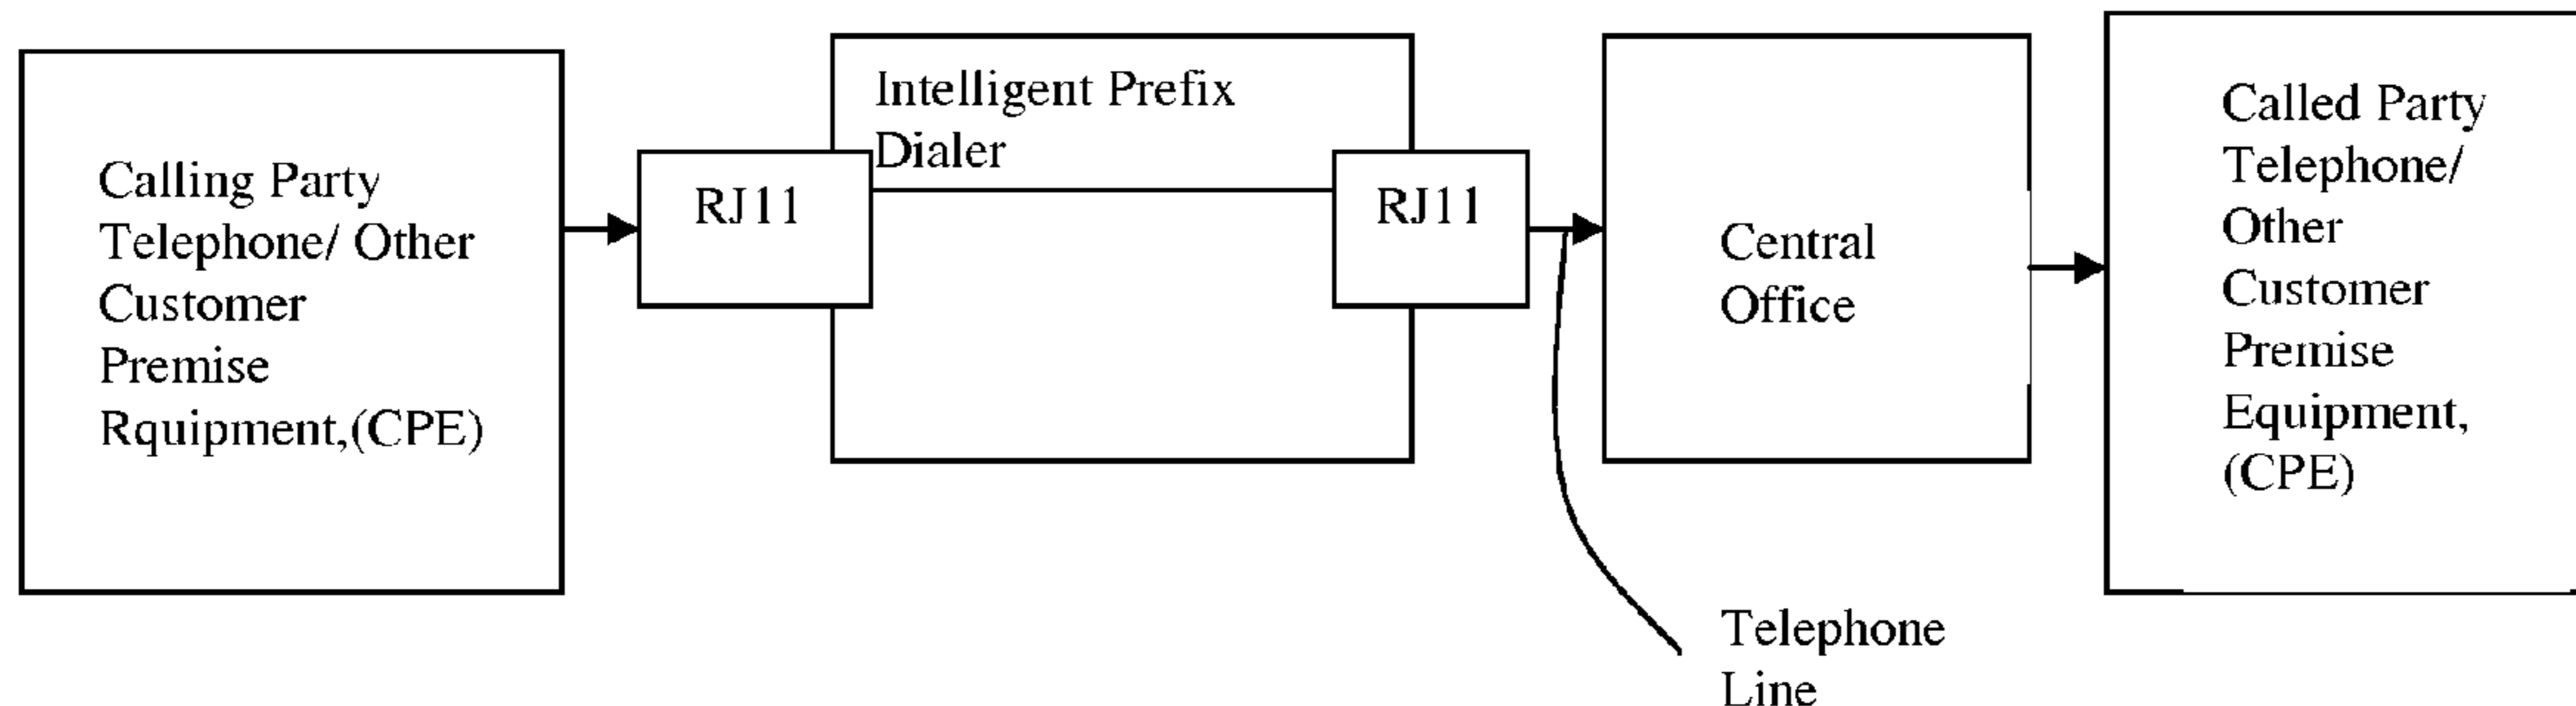 Calling Party
Telephone/ Other
Customer
Premise
Rquipment,(CPE)
RJ11
Intelligent Prefix
Dialer
RJ11
Central
Office
Called Party
Telephone/
Other
Customer
Premise
Equipment,
(CPE)
Telephone
Line